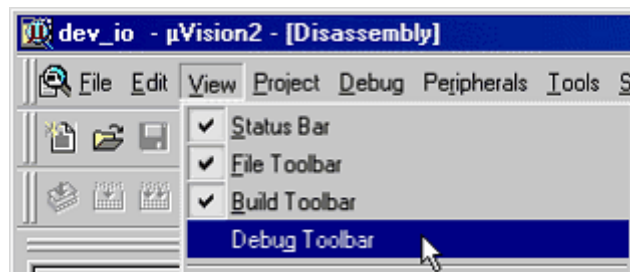 dev_io - µVision2 - [Disassembly]
File Edit View Project Debug Peripherals Tools S
Status Bar
File Toolbar
Build Toolbar
Debug Toolbar